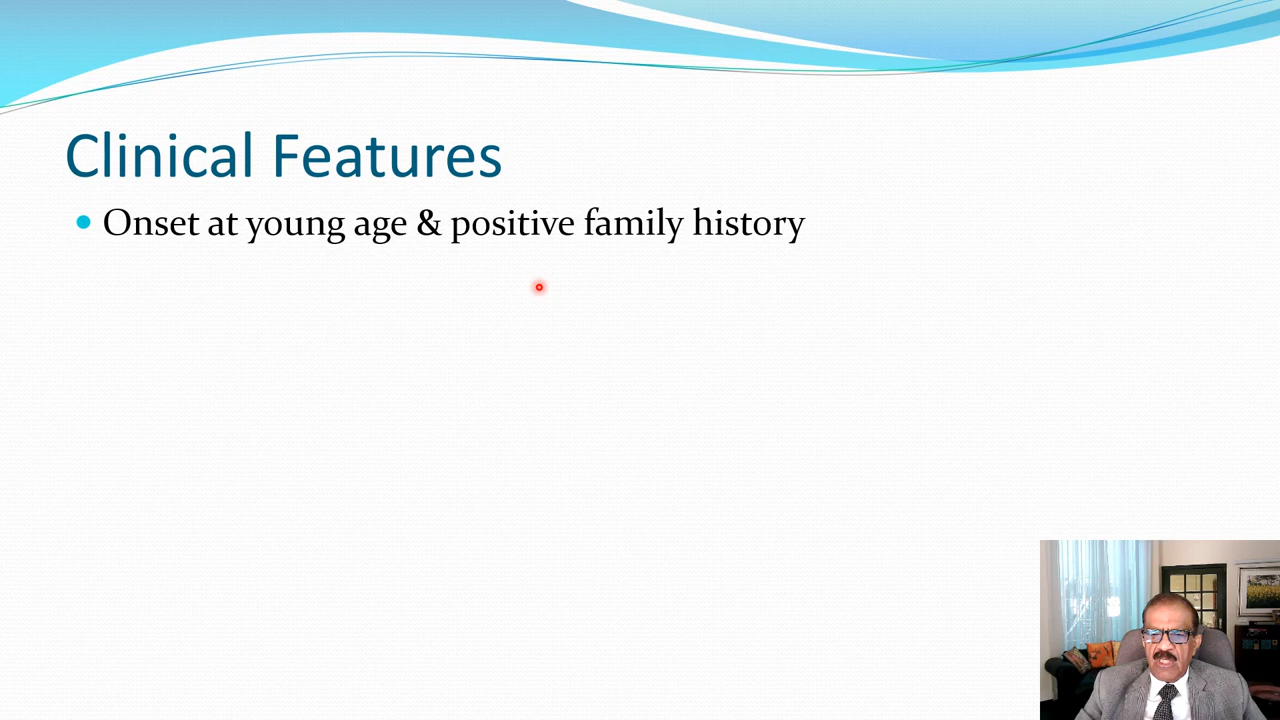 Clinical Features
Onset at young age & positive family history